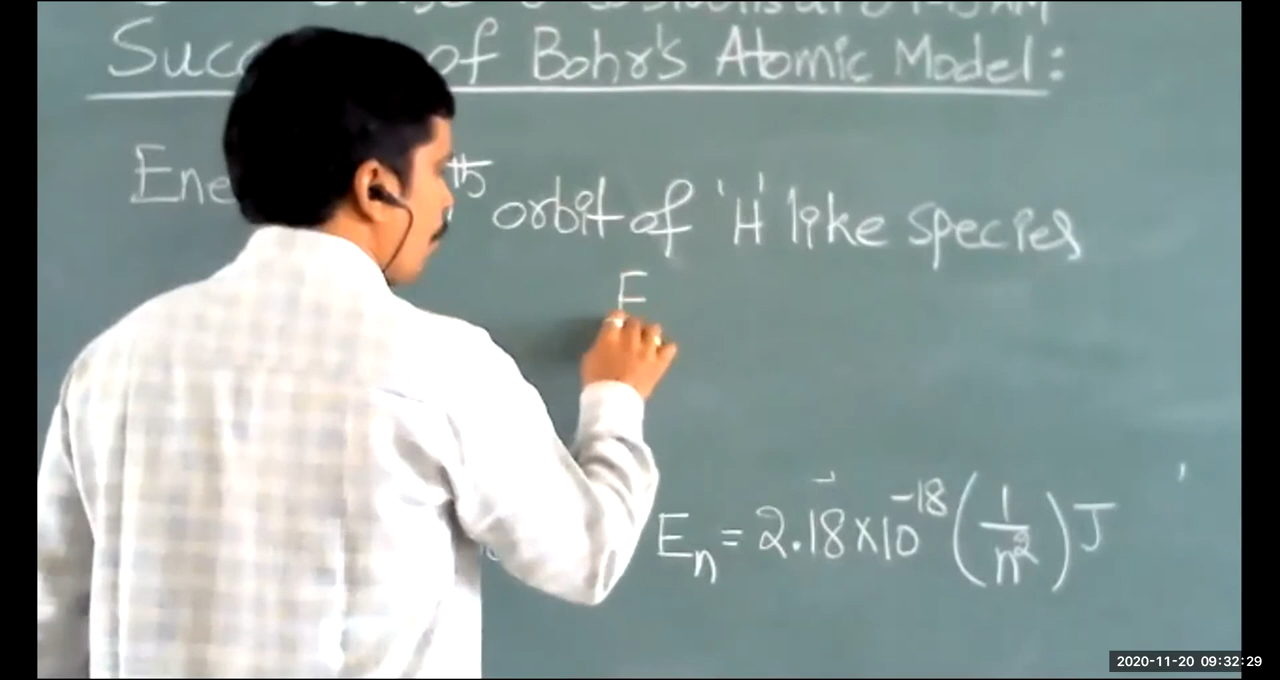 of Bohr's Atomic Model:
th orbit of 'H' like species
E
En = 2.18×10⁻¹⁸ (1/n²) J
2020-11-20 09:32:29